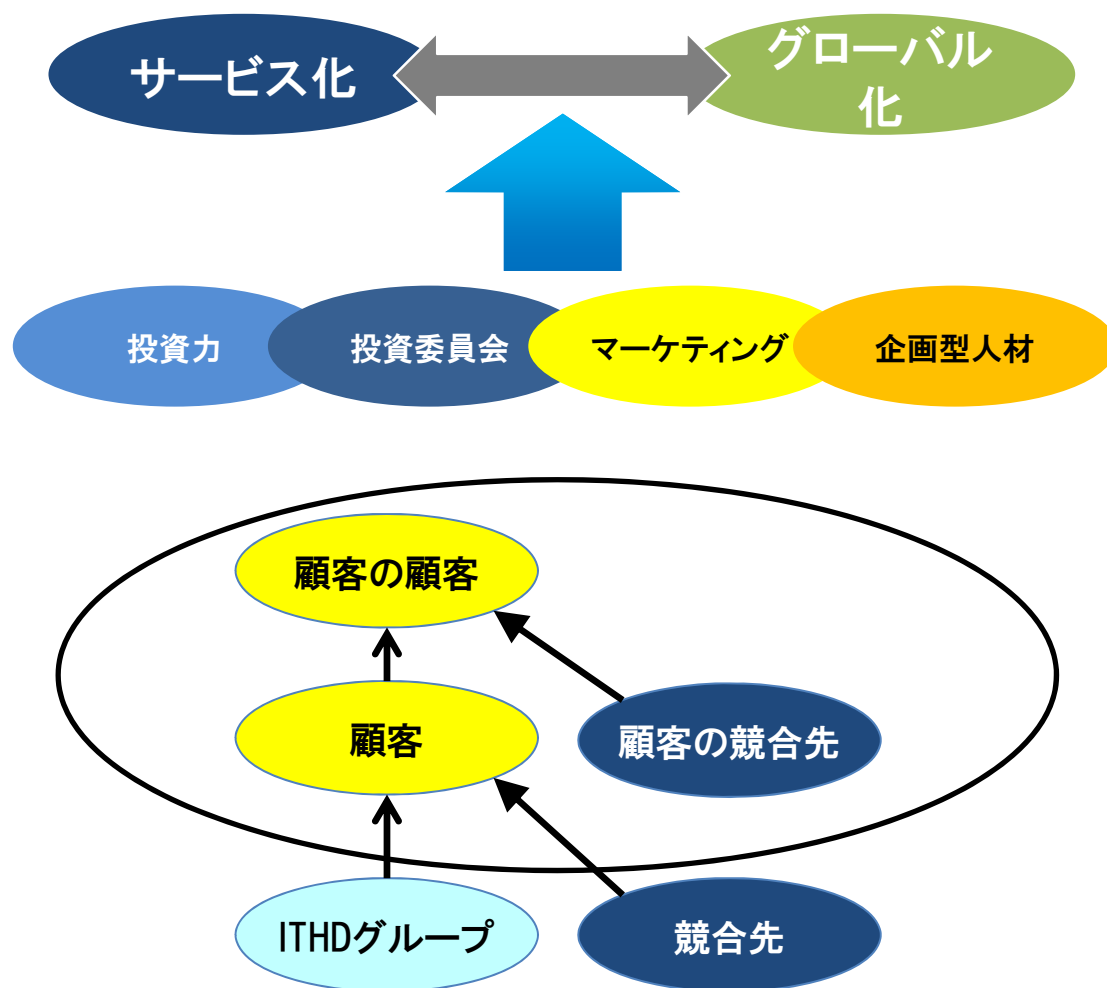 サービス化
グローバル
化
投資力
投資委員会
マーケティング
企画型人材
顧客の顧客
顧客
顧客の競合先
ITHDグループ
競合先